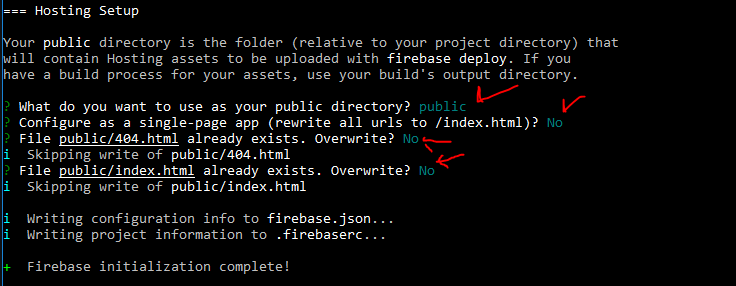 === Hosting Setup
Your public directory is the folder (relative to your project directory) that
will contain Hosting assets to be uploaded with firebase deploy. If you
have a build process for your assets, use your build's output directory.
? What do you want to use as your public directory? public
? Configure as a single-page app (rewrite all urls to /index.html)? No
? File public/404.html already exists. Overwrite? No
i  Skipping write of public/404.html
? File public/index.html already exists. Overwrite? No
i  Skipping write of public/index.html
i  Writing configuration info to firebase.json...
i  Writing project information to .firebaserc...
+  Firebase initialization complete!